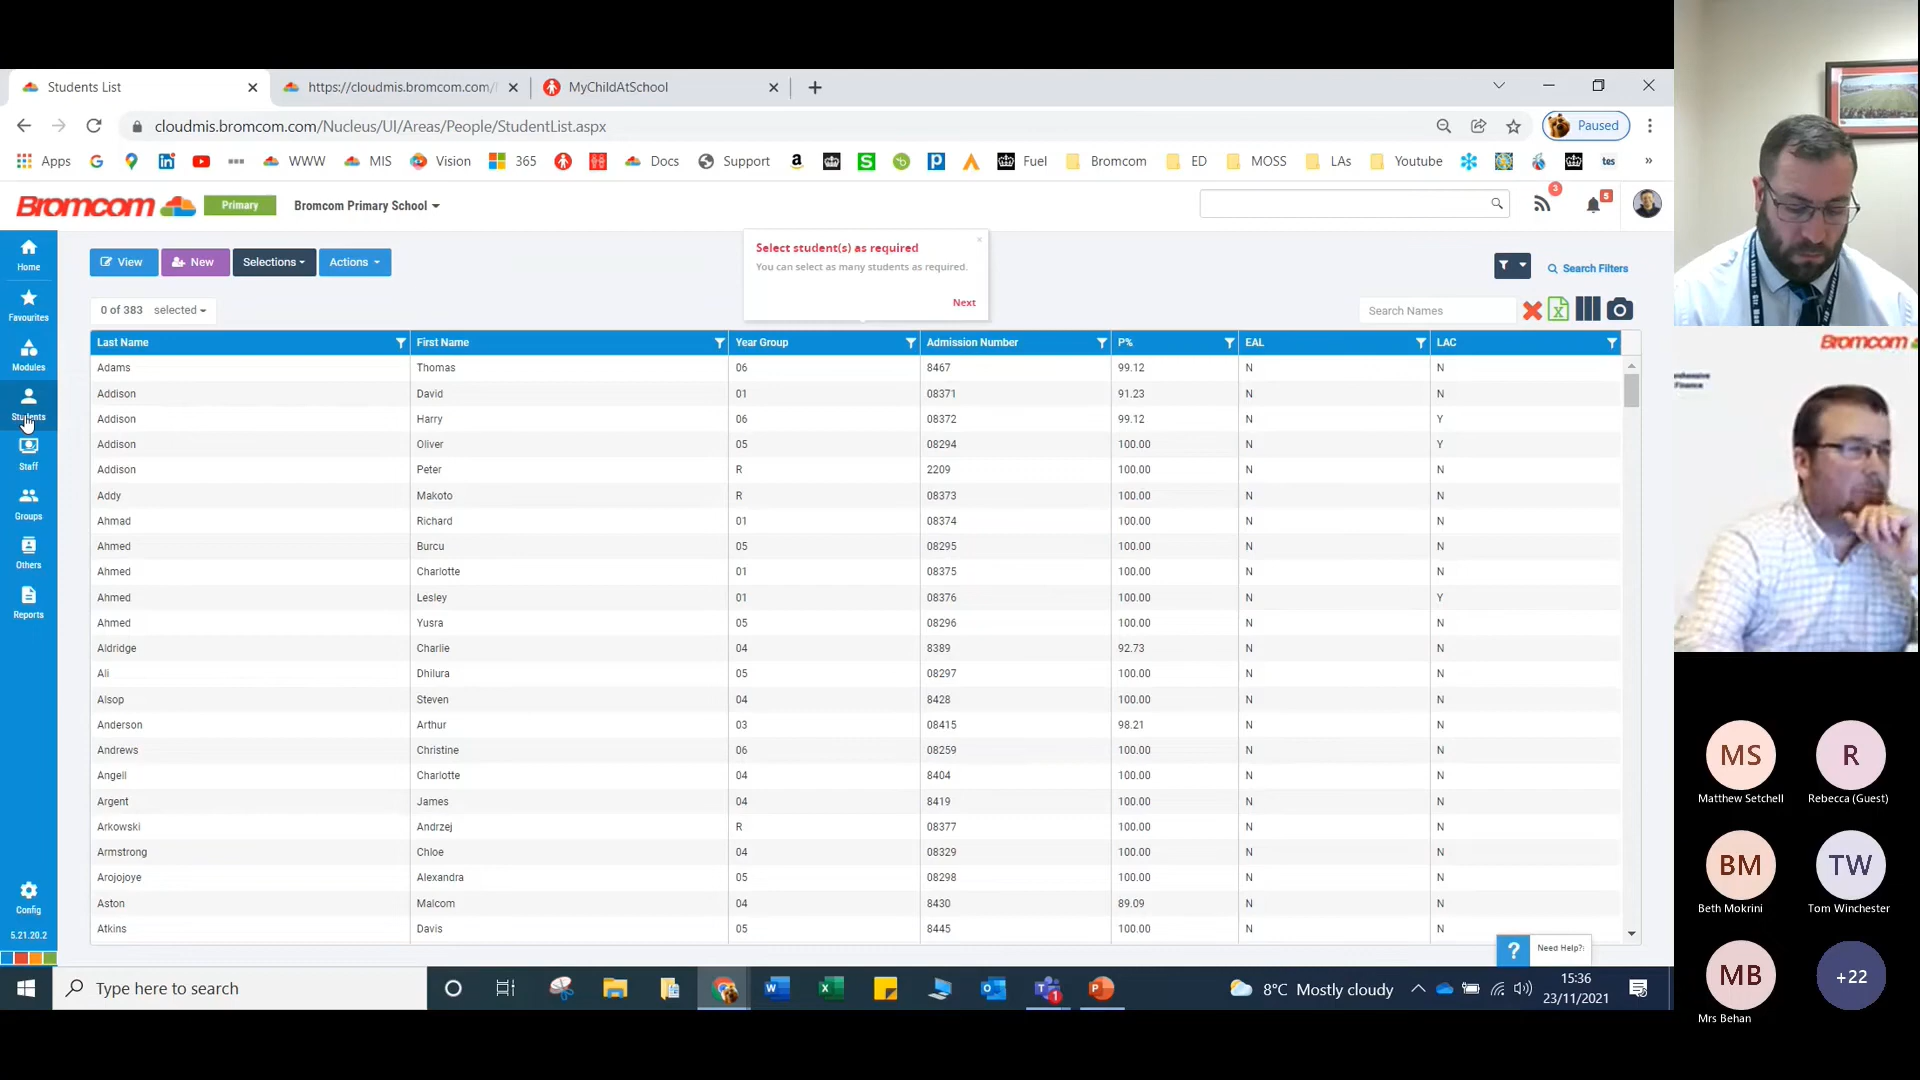 Students List
https://cloudmis.bromcom.com/
MyChildAtSchool
cloudmis.bromcom.com/Nucleus/UI/Areas/People/StudentList.aspx
Paused
Apps
WWW
MIS
Vision
365
Docs
Support
Fuel
Bromcom
ED
MOSS
LAs
Youtube
tes
Bromcom
Primary
Bromcom Primary School
3
5
Home
Favourites
Modules
Students
Staff
Groups
Others
Reports
Config
5.21.20.2
View
New
Selections
Actions
Select student(s) as required
You can select as many students as required.
Next
Search Filters
0 of 383 selected
Search Names
Last Name First Name Year Group Admission Number P% EAL LAC
Adams Thomas 06 8467 99.12 N N
Addison David 01 08371 91.23 N N
Addison Harry 06 08372 99.12 N Y
Addison Oliver 05 08294 100.00 N Y
Addison Peter R 2209 100.00 N N
Addy Makoto R 08373 100.00 N N
Ahmad Richard 01 08374 100.00 N N
Ahmed Burcu 05 08295 100.00 N N
Ahmed Charlotte 01 08375 100.00 N N
Ahmed Lesley 01 08376 100.00 N Y
Ahmed Yusra 05 08296 100.00 N N
Aldridge Charlie 04 8389 92.73 N N
Ali Dhilura 05 08297 100.00 N N
Alsop Steven 04 8428 100.00 N N
Anderson Arthur 03 08415 98.21 N N
Andrews Christine 06 08259 100.00 N N
Angell Charlotte 04 8404 100.00 N N
Argent James 04 8419 100.00 N N
Arkowski Andrzej R 08377 100.00 N N
Armstrong Chloe 04 08329 100.00 N N
Arojojoye Alexandra 05 08298 100.00 N N
Aston Malcom 04 8430 89.09 N N
Atkins Davis 05 8445 100.00 N N
? Need Help?
Type here to search
8°C Mostly cloudy
15:36
23/11/2021
Bromcom
Finance
MS
Matthew Setchell
R
Rebecca (Guest)
BM
Beth Mokrini
TW
Tom Winchester
MB
Mrs Behan
+22